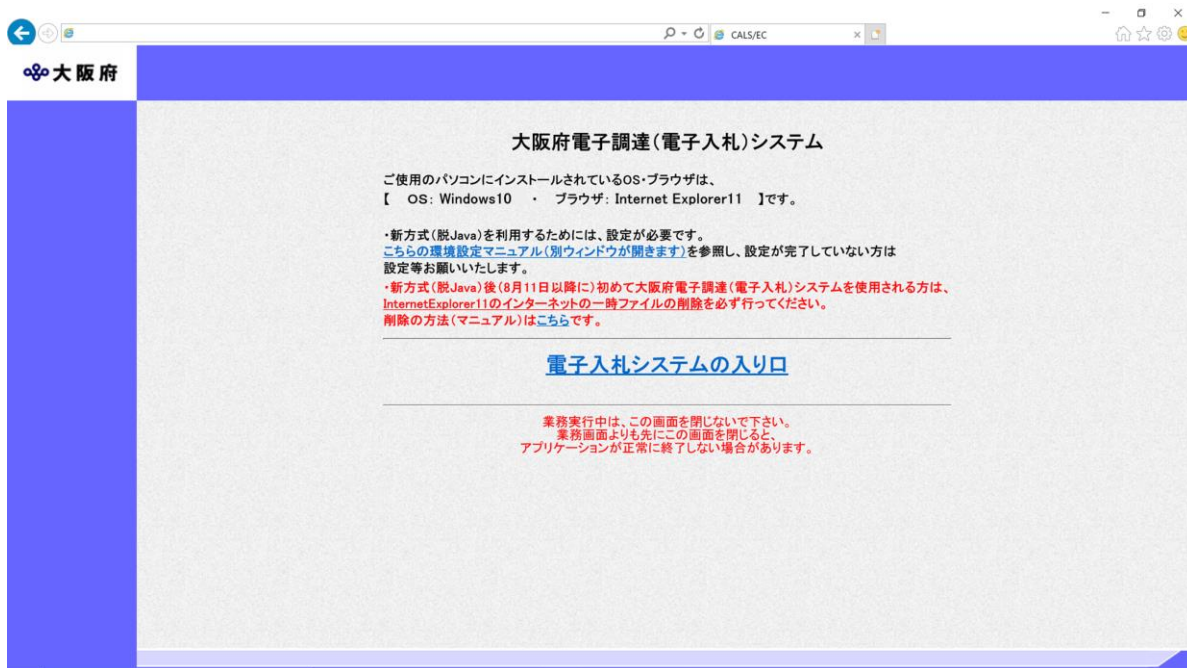 CALS/EC
大阪府
大阪府電子調達(電子入札)システム
ご使用のパソコンにインストールされているOS・ブラウザは、
【 OS: Windows10 ・ ブラウザ: Internet Explorer11 】です。
・新方式(脱Java)を利用するためには、設定が必要です。
こちらの環境設定マニュアル(別ウィンドウが開きます)を参照し、設定が完了していない方は
設定等お願いいたします。
・新方式(脱Java)後(8月11日以降に)初めて大阪府電子調達(電子入札)システムを使用される方は、
InternetExplorer11のインターネットの一時ファイルの削除を必ず行ってください。
削除の方法(マニュアル)はこちらです。
電子入札システムの入り口
業務実行中は、この画面を閉じないで下さい。
業務画面よりも先にこの画面を閉じると、
アプリケーションが正常に終了しない場合があります。